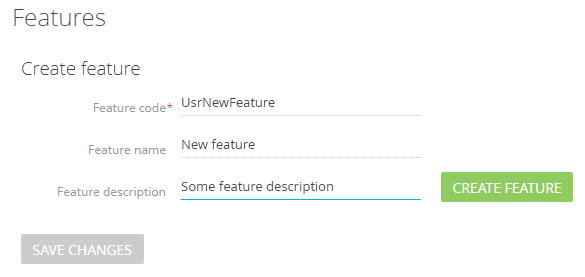 Features
Create feature
Feature code* UsrNewFeature
Feature name New feature
Feature description Some feature description CREATE FEATURE
SAVE CHANGES